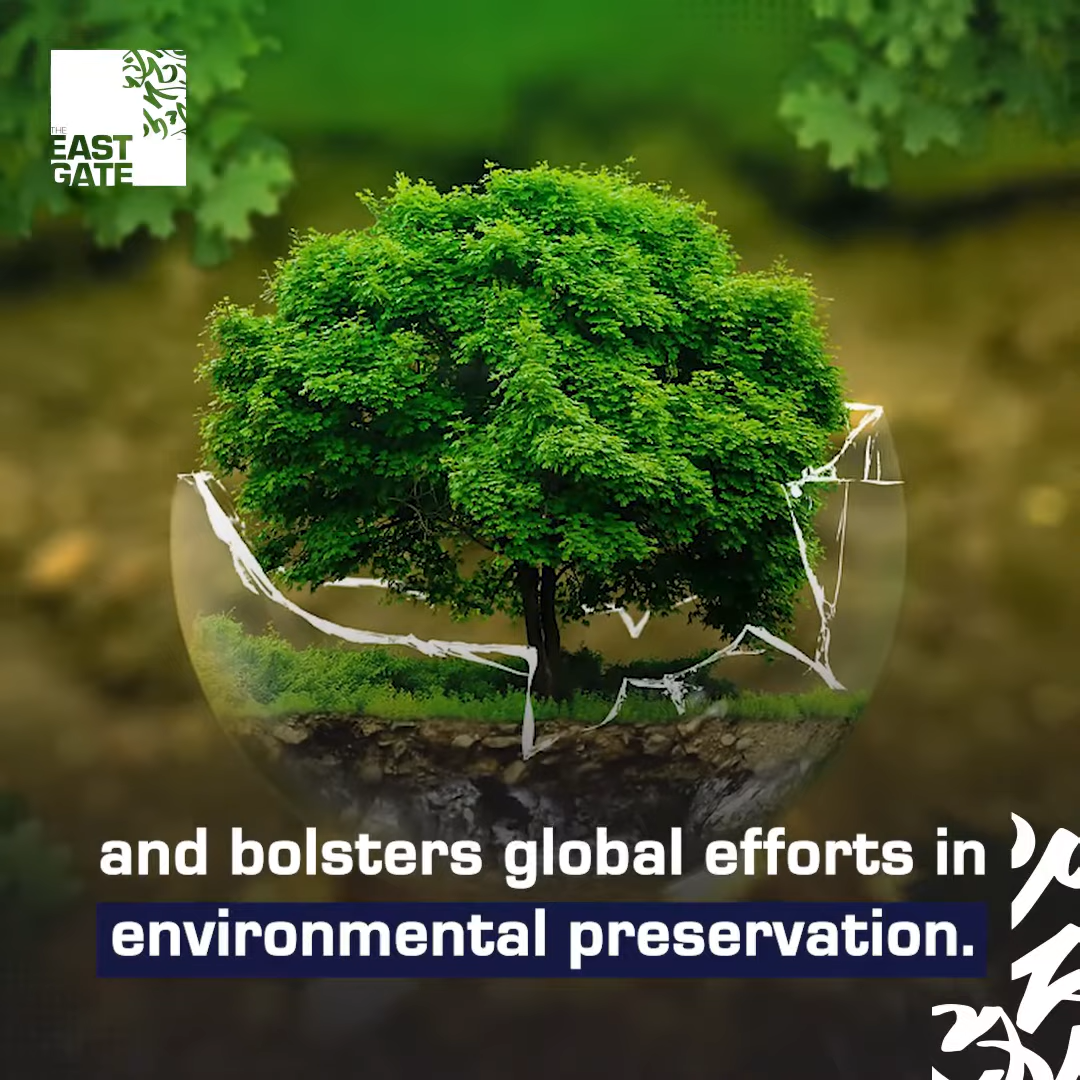 THE
EAST
GATE
and bolsters global efforts in
environmental preservation.